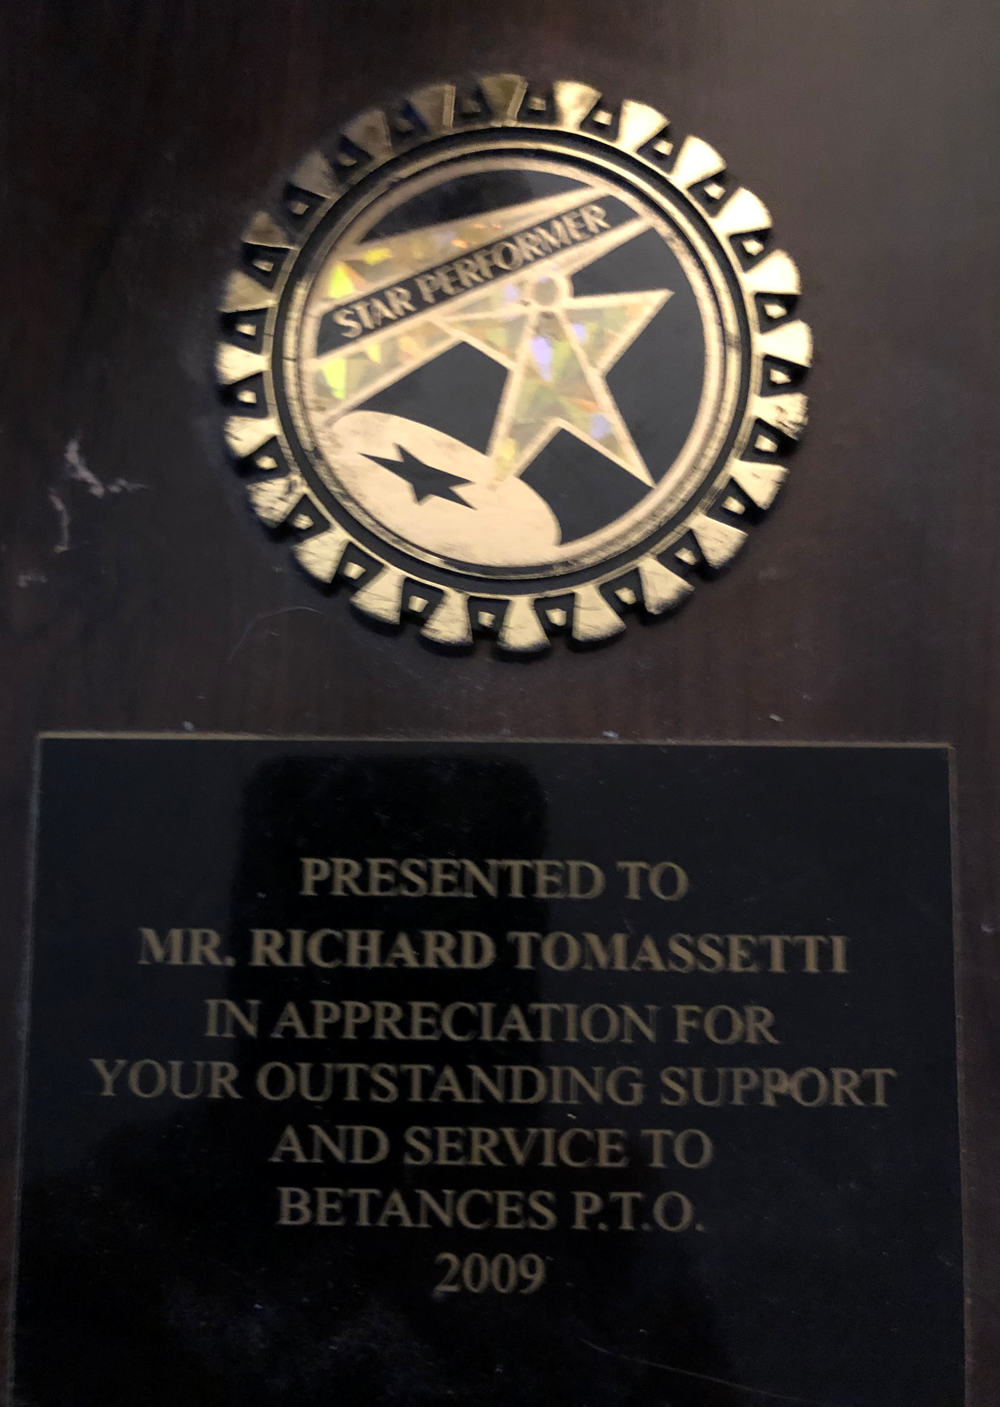 STAR PERFORMER
PRESENTED TO
MR. RICHARD TOMASSETTI
IN APPRECIATION FOR
YOUR OUTSTANDING SUPPORT
AND SERVICE TO
BETANCES P.T.O.
2009